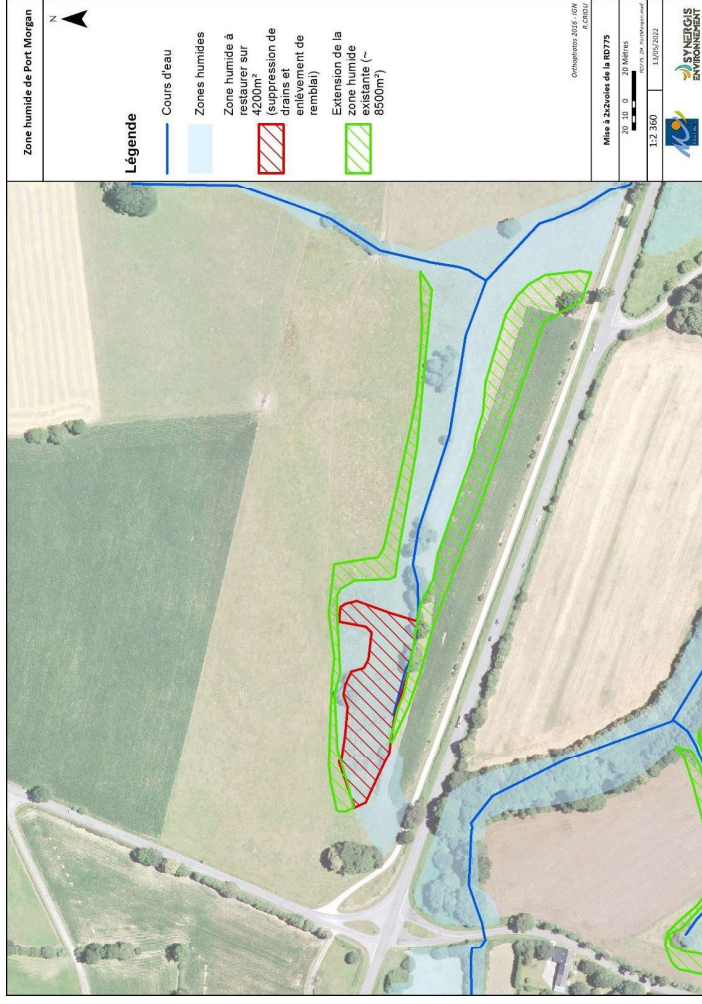 Zone humide de Port Morgan
N
Légende
Cours d'eau
Zones humides
Zone humide à
restaurer sur
4200m²
(suppression de
drains et
enlèvement de
remblai)
Extension de la
zone humide
existante (~
8500m²)
Orthophotos 2016 - IGN
R.CRIOU
Mise à 2x2voies de la RD775
20 10 0 20 Mètres
1:2 360
13/05/2022
SYNERGIS
ENVIRONNEMENT